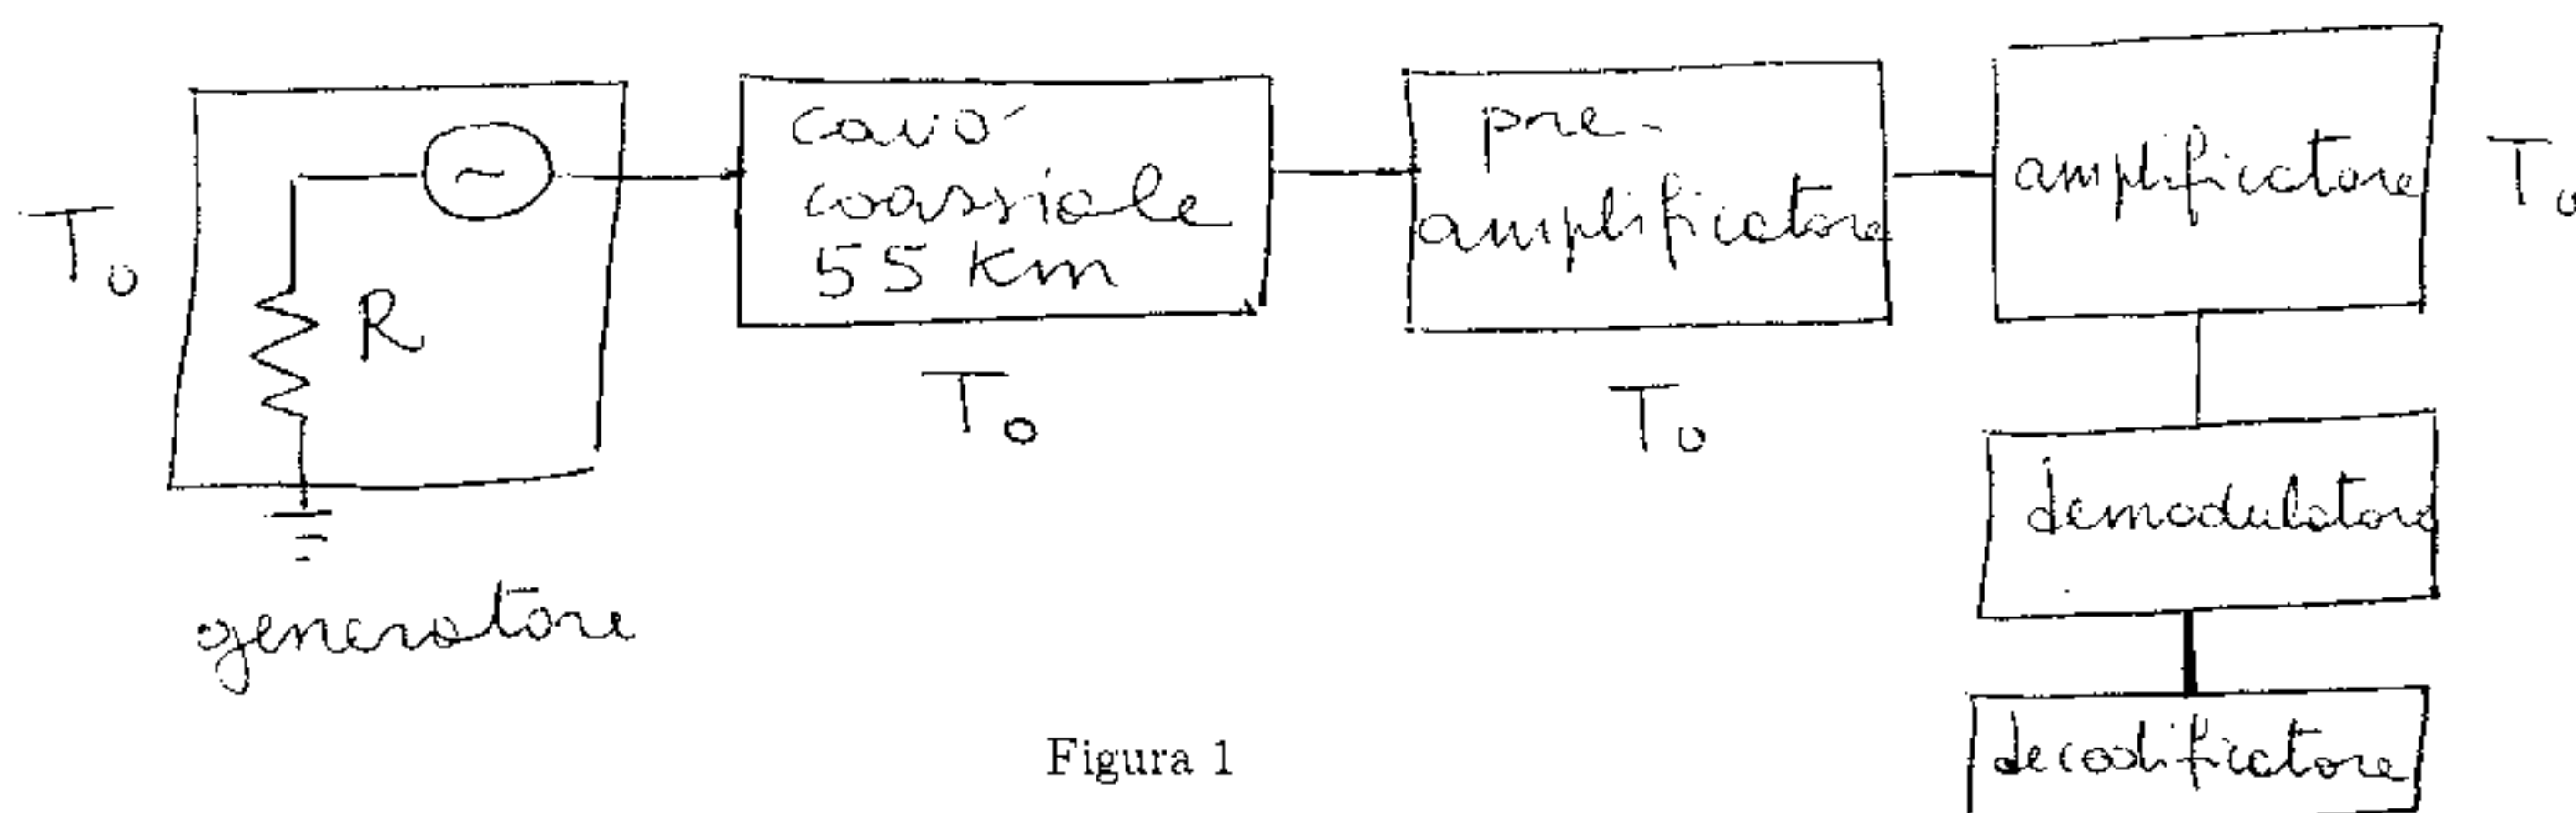 T₀
~
R
generatore
cavo
coassiale
55 Km
T₀
pre-
amplificatore
T₀
amplificatore
T₀
demodulatore
decodificatore
Figura 1